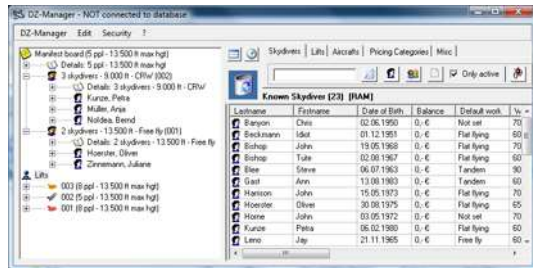 DZ-Manager - NOT connected to database
DZ-Manager Edit Security ?
Manifest board (5 ppl - 13500 ft max hgt)
Details: 5 ppl - 13500 ft max hgt)
3 skydivers - 9.000 ft - CRW (002)
Details: 3 skydivers - 9.000 ft - CRW
Kunze, Petra
Müller, Anja
Noldea, Bernd
2 skydivers - 13.500 ft - Free fly (001)
Details: 2 skydivers - 13.500 ft - Free fly
Hoerster, Oliver
Zinnemann, Juliane
Lifts
003 (8 ppl - 13 500 ft max hgt)
002 (5 ppl - 13 500 ft max hgt)
001 (8 ppl - 13 500 ft max hgt)
Skydivers Lifts Aircrafts Pricing Categories Misc
Only active
Known Skydiver (23) [RAM]
Lastname Firstname Date of Birth Balance Default work
Banyon Chris 02.06.1950 0,-€ Not set 70
Beckmann Idiot 01.12.1951 0,-€ Flat flying 60
Bishop John 19.05.1968 0,-€ Flat flying 70
Bishop Tute 02.08.1967 0,-€ Flat flying 60
Blee Steve 06.07.1963 0,-€ Tandem 90
Gast Ann 13.08.1983 0,-€ Tandem 60
Harrison John 15.05.1973 0,-€ Flat flying 70
Hoerster Oliver 30.08.1975 0,-€ Flat flying 65
Horne John 03.05.1972 0,-€ Not set 70
Kunze Petra 06.02.1980 0,-€ Flat flying 60
Leno Jay 21.11.1965 0,-€ Free fly 60